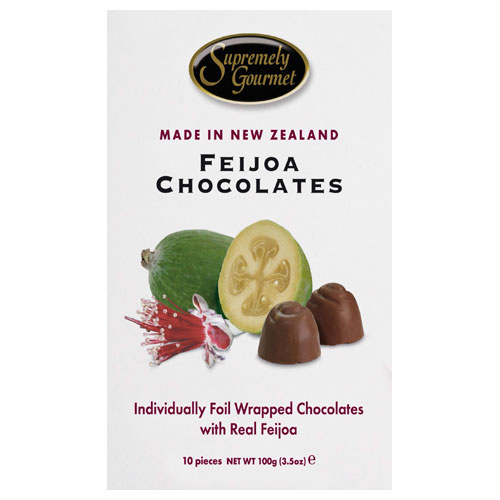 Supremely
Gourmet
MADE IN NEW ZEALAND
FEIJOA
CHOCOLATES
Individually Foil Wrapped Chocolates
with Real Feijoa
10 pieces NET WT 100g (3.5oz) ℮